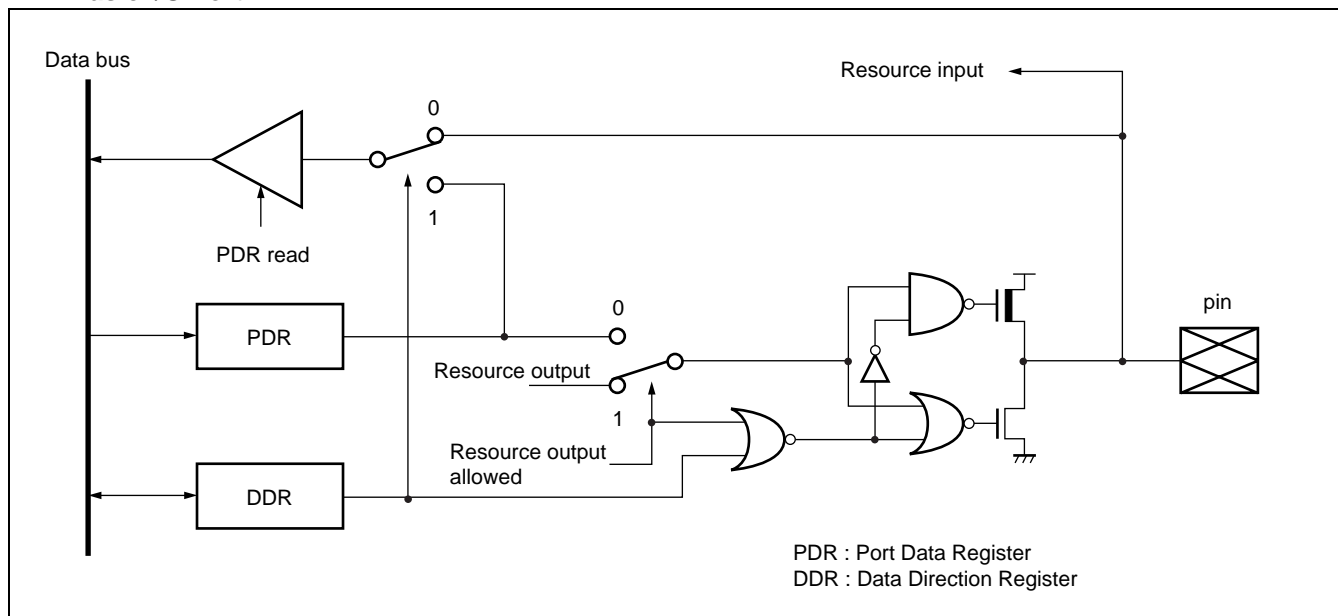 Data bus
Resource input
0
1
PDR read
pin
0
PDR
Resource output
1
Resource output
allowed
DDR
PDR : Port Data Register
DDR : Data Direction Register